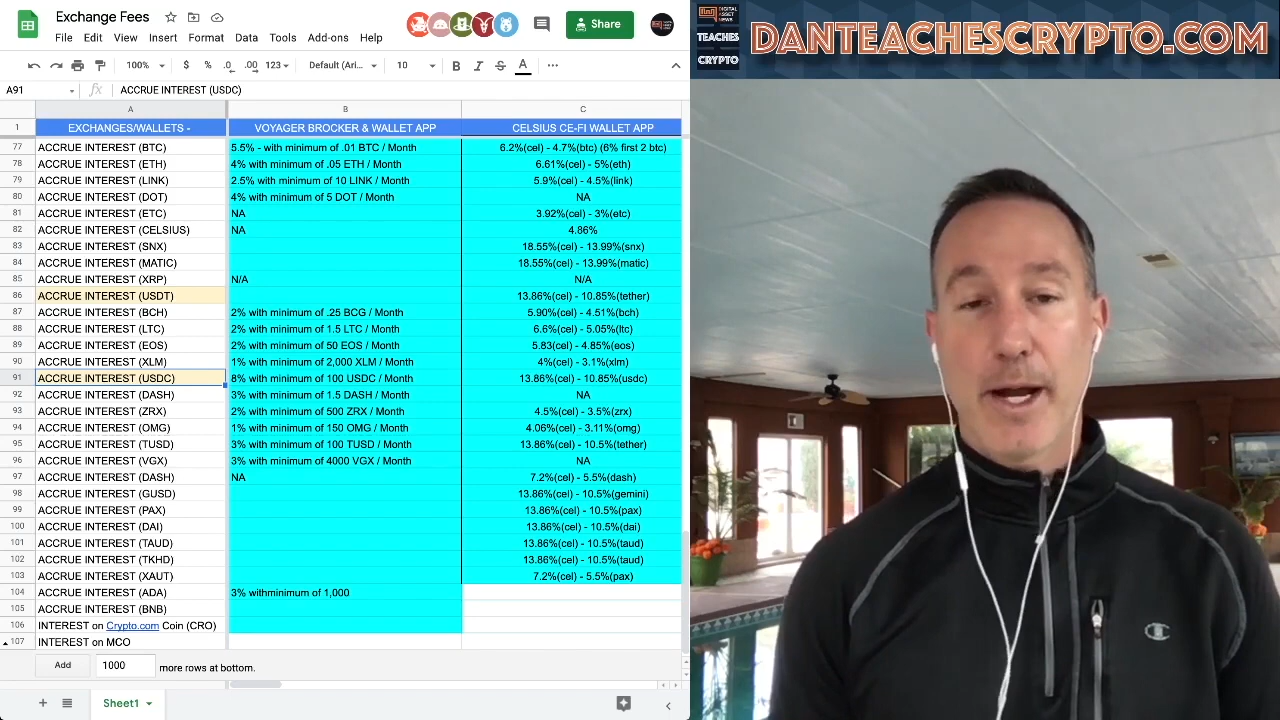 Exchange Fees
File Edit View Insert Format Data Tools Add-ons Help
Share
100% $ % .0 .00 123 Default (Ari... 10 B I S A
A91 fx ACCRUE INTEREST (USDC)
A B C
1 EXCHANGES/WALLETS - VOYAGER BROCKER & WALLET APP CELSIUS CE-FI WALLET APP
77 ACCRUE INTEREST (BTC) 5.5% - with minimum of .01 BTC / Month 6.2%(cel) - 4.7%(btc) (6% first 2 btc)
78 ACCRUE INTEREST (ETH) 4% with minimum of .05 ETH / Month 6.61%(cel) - 5%(eth)
79 ACCRUE INTEREST (LINK) 2.5% with minimum of 10 LINK / Month 5.9%(cel) - 4.5%(link)
80 ACCRUE INTEREST (DOT) 4% with minimum of 5 DOT / Month NA
81 ACCRUE INTEREST (ETC) NA 3.92%(cel) - 3%(etc)
82 ACCRUE INTEREST (CELSIUS) NA 4.86%
83 ACCRUE INTEREST (SNX) 18.55%(cel) - 13.99%(snx)
84 ACCRUE INTEREST (MATIC) 18.55%(cel) - 13.99%(matic)
85 ACCRUE INTEREST (XRP) N/A N/A
86 ACCRUE INTEREST (USDT) 13.86%(cel) - 10.85%(tether)
87 ACCRUE INTEREST (BCH) 2% with minimum of .25 BCG / Month 5.90%(cel) - 4.51%(bch)
88 ACCRUE INTEREST (LTC) 2% with minimum of 1.5 LTC / Month 6.6%(cel) - 5.05%(ltc)
89 ACCRUE INTEREST (EOS) 2% with minimum of 50 EOS / Month 5.83(cel) - 4.85%(eos)
90 ACCRUE INTEREST (XLM) 1% with minimum of 2,000 XLM / Month 4%(cel) - 3.1%(xlm)
91 ACCRUE INTEREST (USDC) 8% with minimum of 100 USDC / Month 13.86%(cel) - 10.85%(usdc)
92 ACCRUE INTEREST (DASH) 3% with minimum of 1.5 DASH / Month NA
93 ACCRUE INTEREST (ZRX) 2% with minimum of 500 ZRX / Month 4.5%(cel) - 3.5%(zrx)
94 ACCRUE INTEREST (OMG) 1% with minimum of 150 OMG / Month 4.06%(cel) - 3.11%(omg)
95 ACCRUE INTEREST (TUSD) 3% with minimum of 100 TUSD / Month 13.86%(cel) - 10.5%(tether)
96 ACCRUE INTEREST (VGX) 3% with minimum of 4000 VGX / Month NA
97 ACCRUE INTEREST (DASH) NA 7.2%(cel) - 5.5%(dash)
98 ACCRUE INTEREST (GUSD) 13.86%(cel) - 10.5%(gemini)
99 ACCRUE INTEREST (PAX) 13.86%(cel) - 10.5%(pax)
100 ACCRUE INTEREST (DAI) 13.86%(cel) - 10.5%(dai)
101 ACCRUE INTEREST (TAUD) 13.86%(cel) - 10.5%(taud)
102 ACCRUE INTEREST (TKHD) 13.86%(cel) - 10.5%(taud)
103 ACCRUE INTEREST (XAUT) 7.2%(cel) - 5.5%(pax)
104 ACCRUE INTEREST (ADA) 3% withminimum of 1,000
105 ACCRUE INTEREST (BNB)
106 INTEREST on Crypto.com Coin (CRO)
107 INTEREST on MCO
Add 1000 more rows at bottom.
Sheet1
DIGITAL
ASSET
NEWS
TEACHES
CRYPTO
DANTEACHESCRYPTO.COM